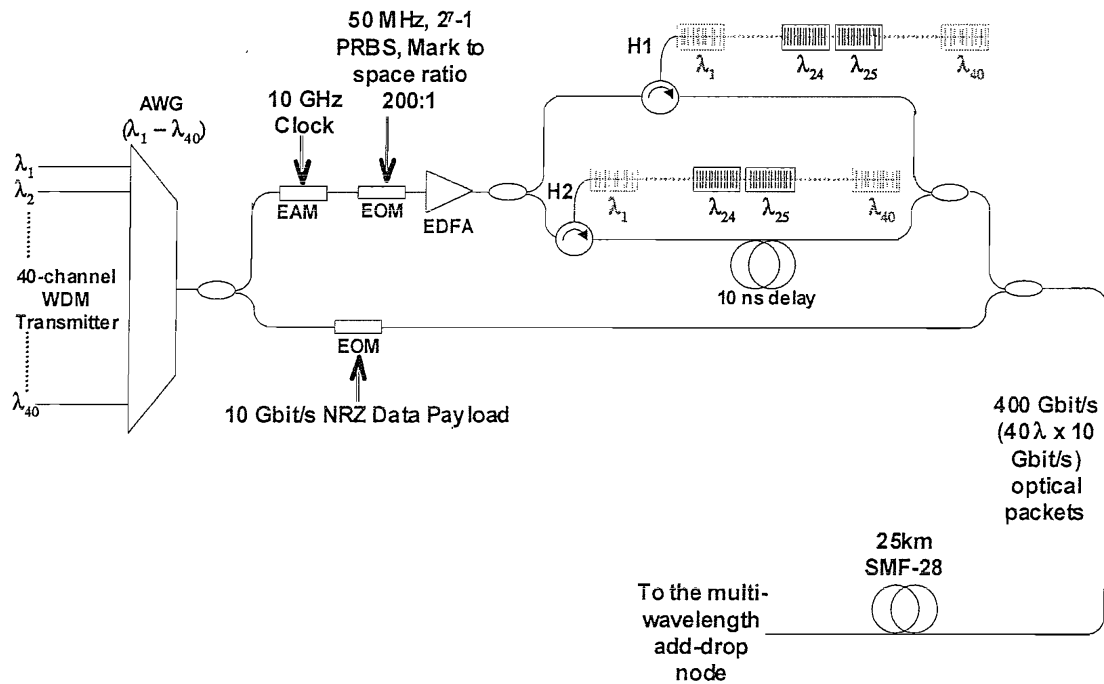 50 MHz, 2⁷-1
PRBS, Mark to
space ratio
200:1
10 GHz
Clock
AWG
(λ₁ – λ₄₀)
λ₁
λ₂
40-channel
WDM
Transmitter
λ₄₀
EAM
EOM
EDFA
H1
λ₁
λ₂₄
λ₂₅
λ₄₀
H2
λ₁
λ₂₄
λ₂₅
λ₄₀
10 ns delay
EOM
10 Gbit/s NRZ Data Payload
400 Gbit/s
(40λ x 10
Gbit/s)
optical
packets
25km
SMF-28
To the multi-
wavelength
add-drop
node